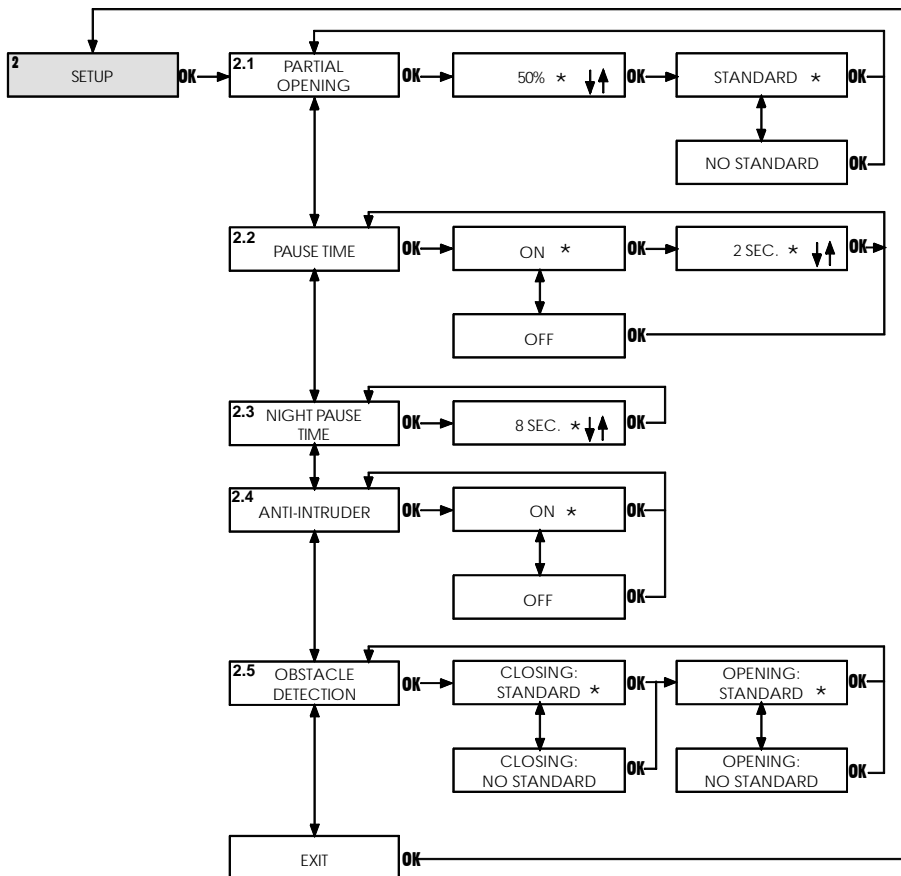 2
SETUP
OK
2.1
PARTIAL
OPENING
OK
50% *
OK
STANDARD *
OK
NO STANDARD
OK
2.2
PAUSE TIME
OK
ON *
OK
2 SEC. *
OK
OFF
OK
2.3
NIGHT PAUSE
TIME
OK
8 SEC. *
OK
2.4
ANTI-INTRUDER
OK
ON *
OK
OFF
OK
2.5
OBSTACLE
DETECTION
OK
CLOSING:
STANDARD *
OK
OPENING:
STANDARD *
OK
CLOSING:
NO STANDARD
OK
OPENING:
NO STANDARD
OK
EXIT
OK